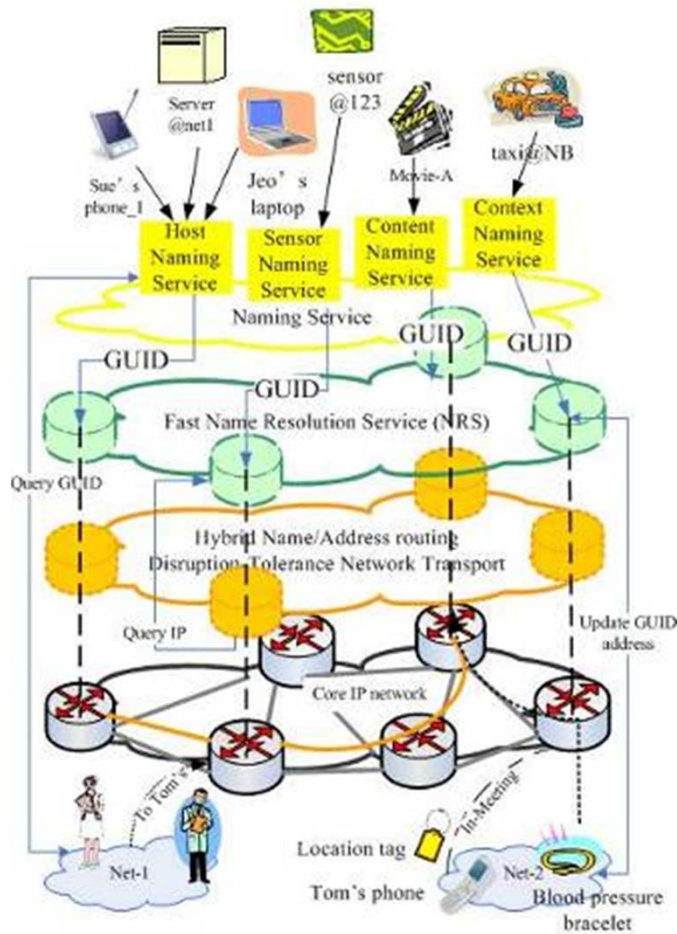 sensor
@123
Server
@net1
taxi@NB
Sue's
phone_1
Jeo's
laptop
Movie-A
Host
Naming
Service
Sensor
Naming
Service
Content
Naming
Service
Context
Naming
Service
Naming Service
GUID
GUID
GUID
GUID
Fast Name Resolution Service (NRS)
Query GUID
Hybrid Name/Address routing
Disruption-Tolerance Network Transport
Query IP
Update GUID
address
Core IP network
To Tom's
In-Meeting
Location tag
Net-1
Net-2
Tom's phone
Blood pressure
bracelet